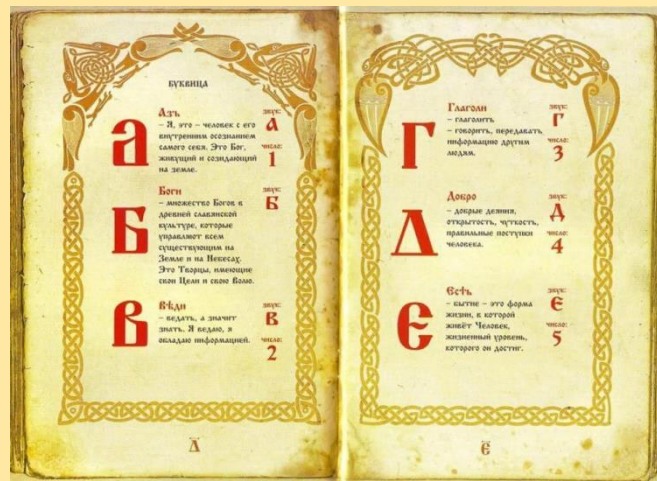 БУКВИЦА
А
Азъ
– Я, это – человек с его
внутренним осознанием
самого себя. Это Бог,
живущий и созидающий
на земле.
звук:
А
число:
1
Б
Боги
– множество Богов в
древней славянской
культуре, которые
управляют всем
существующим на
Земле и на Небесах.
Это Творцы, имеющие
свои Цели и свою Волю.
звук:
Б
В
Вѣди
– ведать, а значит
знать. Я ведаю, я
обладаю информацией.
звук:
В
число:
2
Д҃
Г
Глаголи
– глаголить
– говорить, передавать
информацию другим
людям.
звук:
Г
число:
3
Д
Добро
– добрые деяния,
открытость, чуткость,
правильные поступки
человека.
звук:
Д
число:
4
Є
Єсть
– бытие – это форма
жизни, в которой
живёт Человек,
жизненный уровень,
которого он достиг.
звук:
Є
число:
5
Є҃